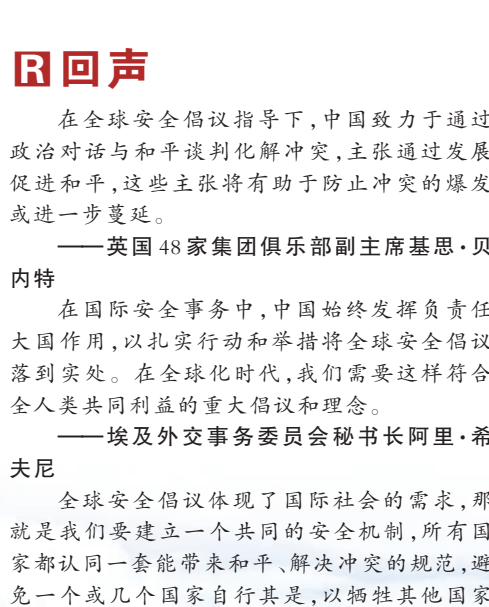 R回声
在全球安全倡议指导下，中国致力于通过
政治对话与和平谈判化解冲突，主张通过发展
促进和平，这些主张将有助于防止冲突的爆发
或进一步蔓延。
——英国48家集团俱乐部副主席基思·贝
内特
在国际安全事务中，中国始终发挥负责任
大国作用，以扎实行动和举措将全球安全倡议
落到实处。在全球化时代，我们需要这样符合
全人类共同利益的重大倡议和理念。
——埃及外交事务委员会秘书长阿里·希
夫尼
全球安全倡议体现了国际社会的需求，那
就是我们要建立一个共同的安全机制，所有国
家都认同一套能带来和平、解决冲突的规范，避
免一个或几个国家自行其是，以牺牲其他国家